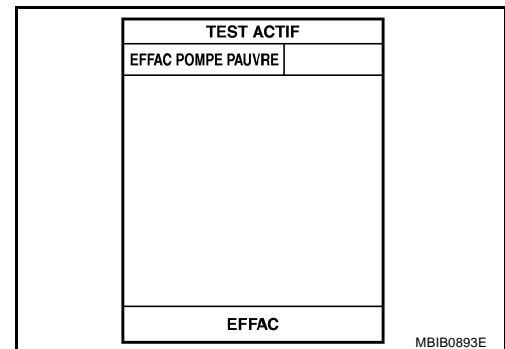 TEST ACTIF
EFFAC POMPE PAUVRE
EFFAC
MBIB0893E